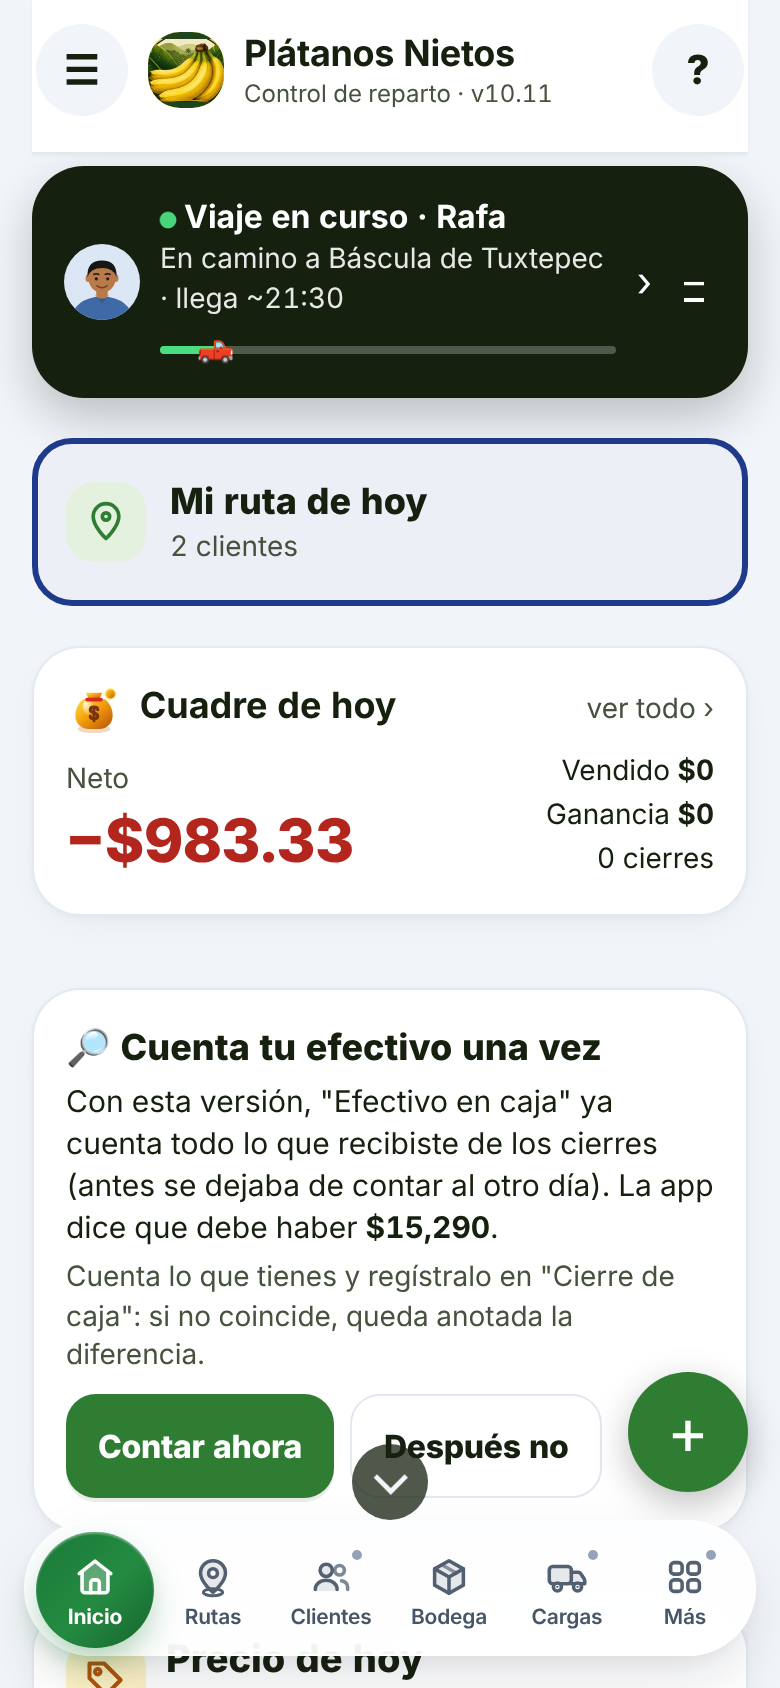 Plátanos Nietos
Control de reparto · v10.11
?
Viaje en curso · Rafa
En camino a Báscula de Tuxtepec
· llega ~21:30
Mi ruta de hoy
2 clientes
Cuadre de hoy
ver todo ›
Neto
−$983.33
Vendido $0
Ganancia $0
0 cierres
Cuenta tu efectivo una vez
Con esta versión, "Efectivo en caja" ya
cuenta todo lo que recibiste de los cierres
(antes se dejaba de contar al otro día). La app
dice que debe haber $15,290.
Cuenta lo que tienes y regístralo en "Cierre de
caja": si no coincide, queda anotada la
diferencia.
Contar ahora
Después no
+
Inicio
Rutas
Clientes
Bodega
Cargas
Más
Precio de hoy